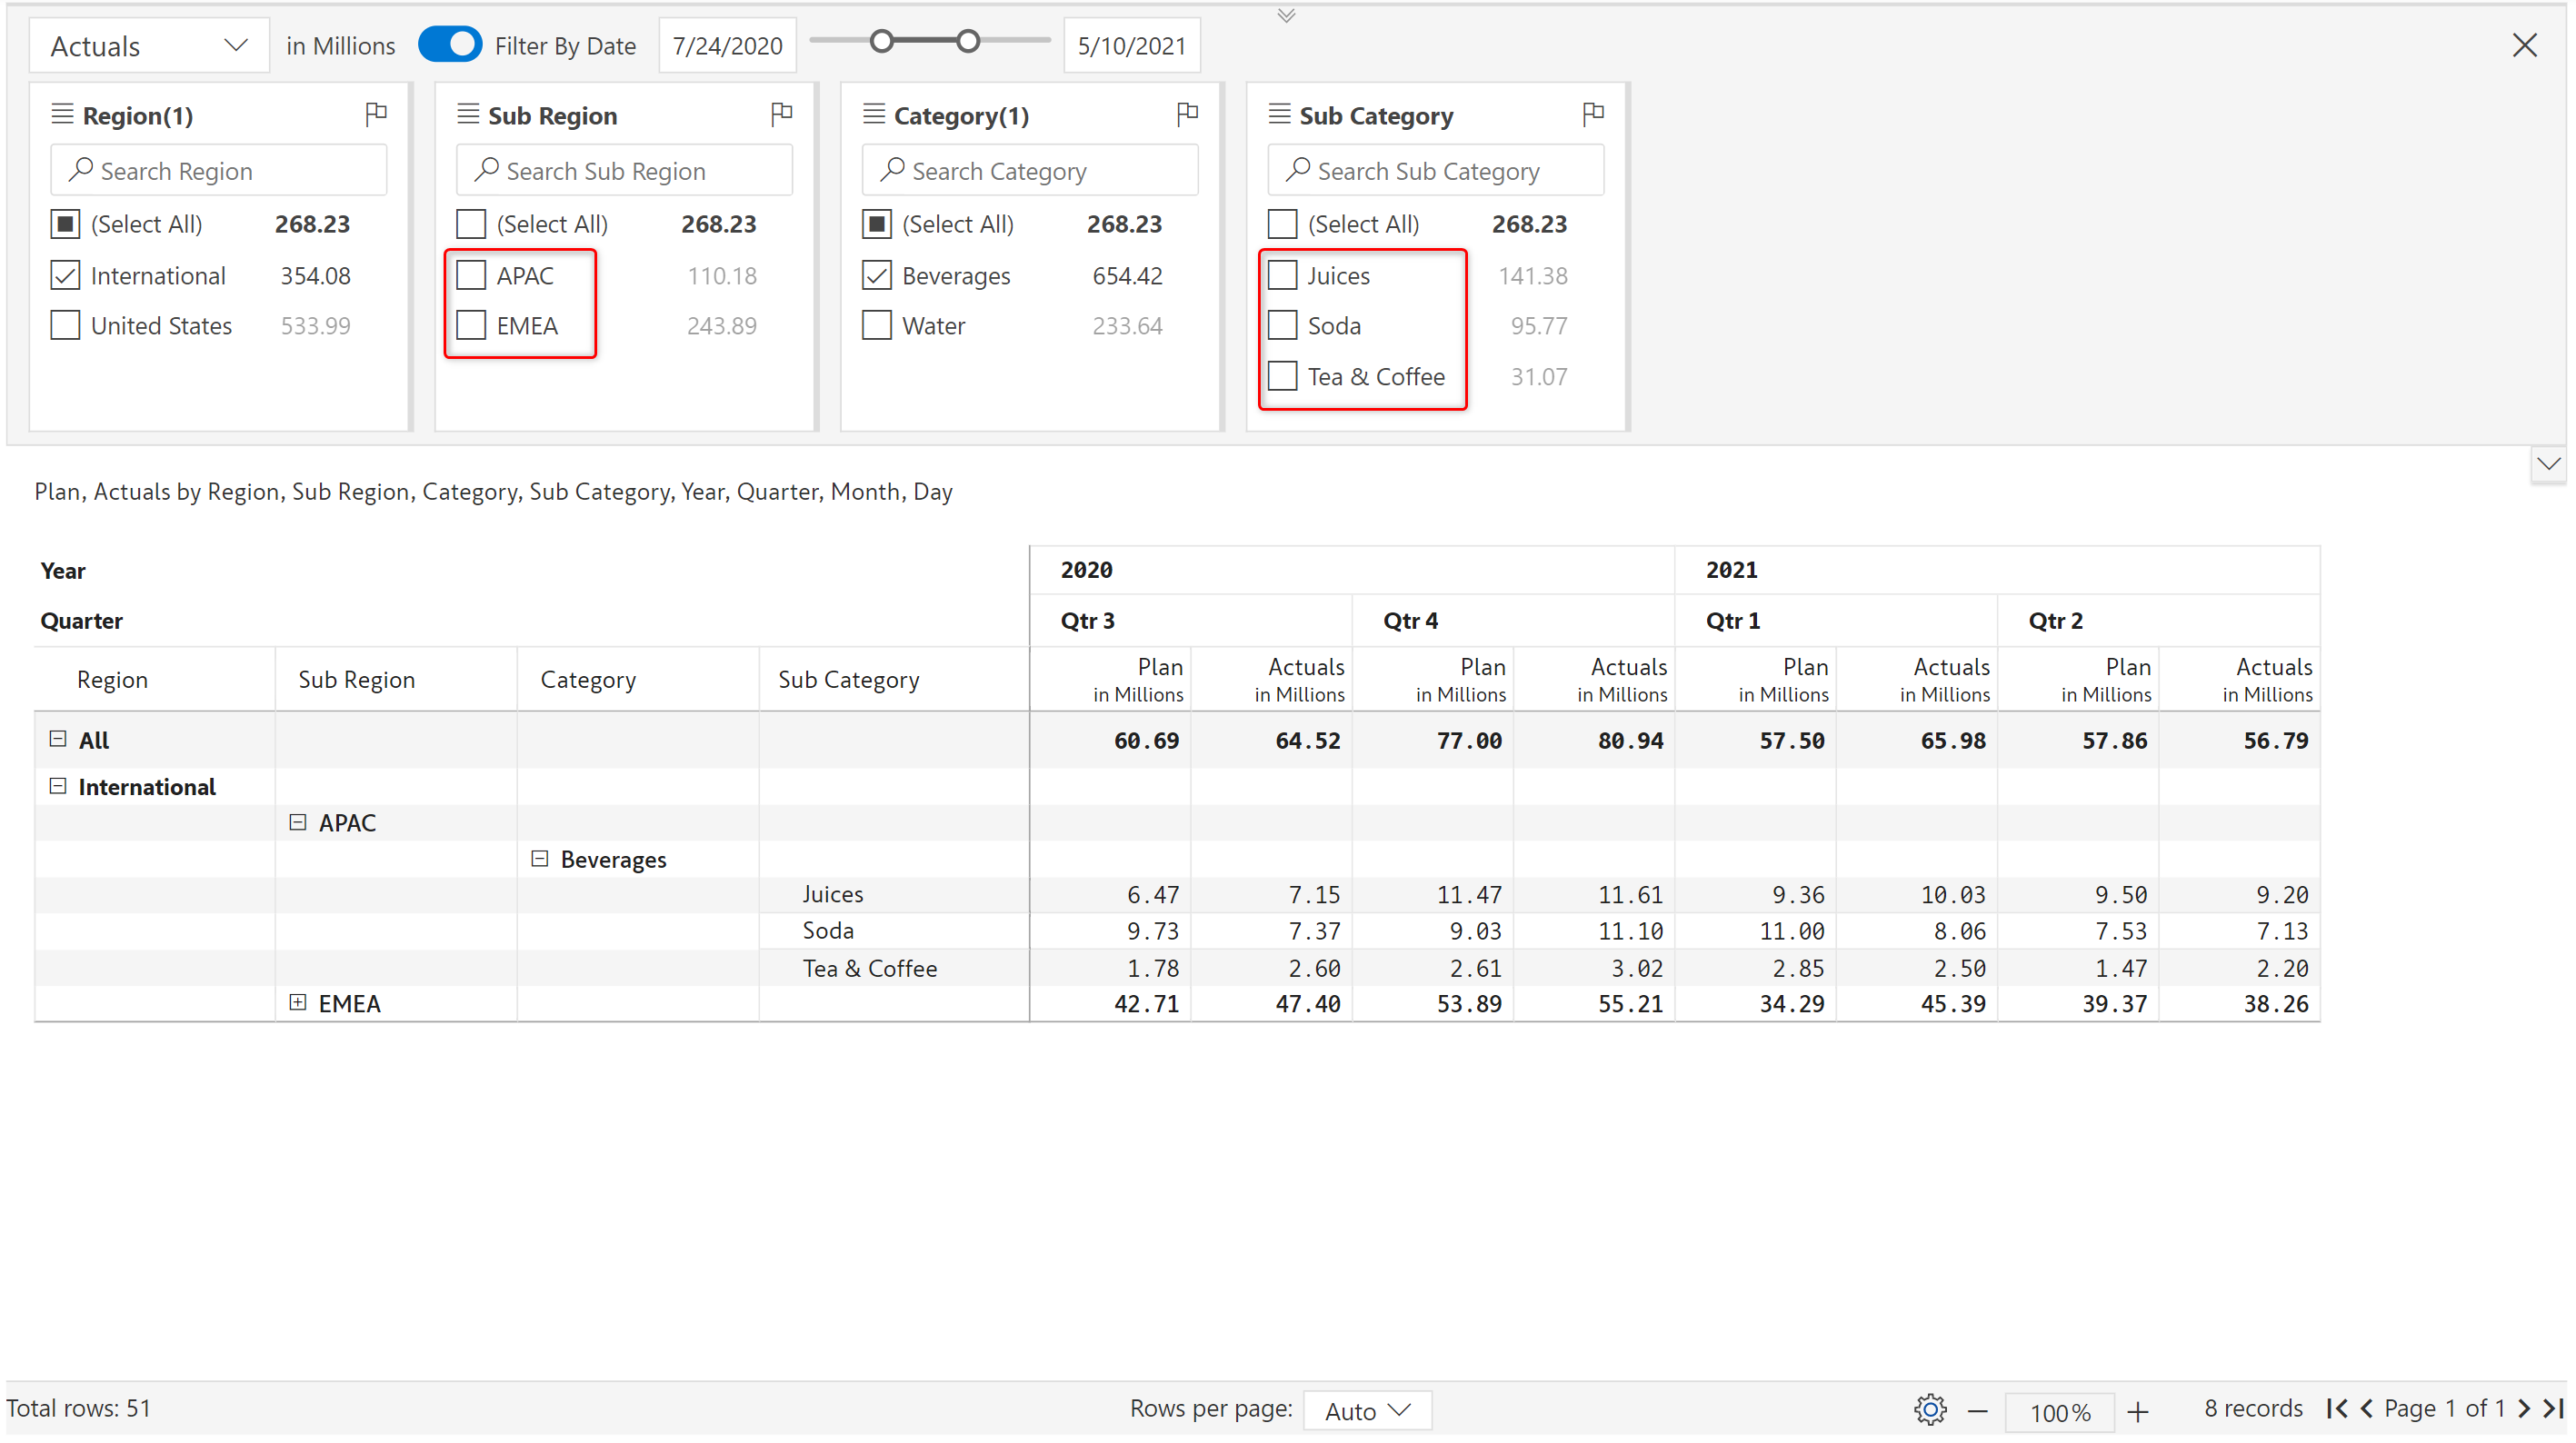 Actuals in Millions Filter By Date 7/24/2020 5/10/2021
Region(1) Sub Region Category(1) Sub Category
Search Region Search Sub Region Search Category Search Sub Category
(Select All) 268.23 (Select All) 268.23 (Select All) 268.23 (Select All) 268.23
International 354.08 APAC 110.18 Beverages 654.42 Juices 141.38
United States 533.99 EMEA 243.89 Water 233.64 Soda 95.77
Tea & Coffee 31.07
Plan, Actuals by Region, Sub Region, Category, Sub Category, Year, Quarter, Month, Day
Year 2020 2021
Quarter Qtr 3 Qtr 4 Qtr 1 Qtr 2
Region Sub Region Category Sub Category Plan Actuals Plan Actuals Plan Actuals Plan Actuals
in Millions in Millions in Millions in Millions in Millions in Millions in Millions in Millions
All 60.69 64.52 77.00 80.94 57.50 65.98 57.86 56.79
International
APAC
Beverages
Juices 6.47 7.15 11.47 11.61 9.36 10.03 9.50 9.20
Soda 9.73 7.37 9.03 11.10 11.00 8.06 7.53 7.13
Tea & Coffee 1.78 2.60 2.61 3.02 2.85 2.50 1.47 2.20
EMEA 42.71 47.40 53.89 55.21 34.29 45.39 39.37 38.26
Total rows: 51 Rows per page: Auto 100% 8 records Page 1 of 1